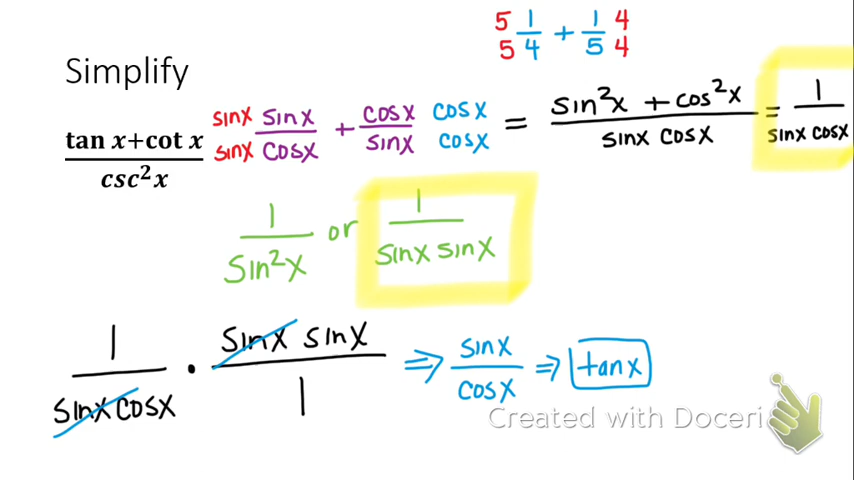 5/5 1/4 + 1/5 4/4
Simplify
(tan x+cot x)/(csc²x)
sinx/sinx sinx/cosx + cosx/sinx cosx/cosx = (sin²x + cos²x)/(sinx cosx) = 1/(sinx cosx)
1/(sin²x) or 1/(sinx sinx)
1/(sinx cosx) · (sinx sinx)/1 ⇒ sinx/cosx ⇒ tanx
Created with Doceri